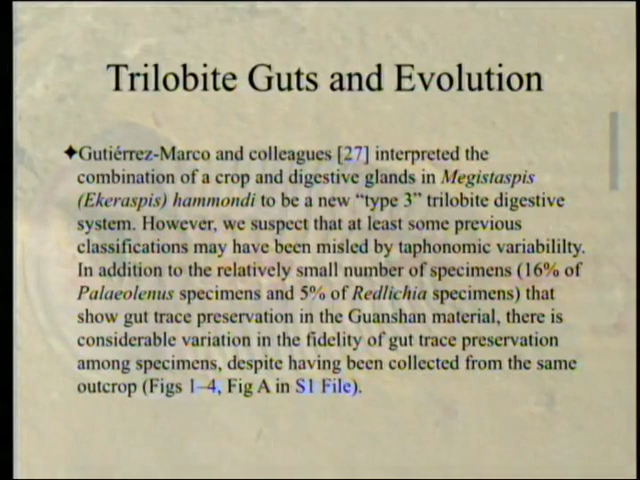 Trilobite Guts and Evolution
✦Gutiérrez-Marco and colleagues [27] interpreted the
combination of a crop and digestive glands in Megistaspis
(Ekeraspis) hammondi to be a new “type 3” trilobite digestive
system. However, we suspect that at least some previous
classifications may have been misled by taphonomic variabililty.
In addition to the relatively small number of specimens (16% of
Palaeolenus specimens and 5% of Redlichia specimens) that
show gut trace preservation in the Guanshan material, there is
considerable variation in the fidelity of gut trace preservation
among specimens, despite having been collected from the same
outcrop (Figs 1–4, Fig A in S1 File).